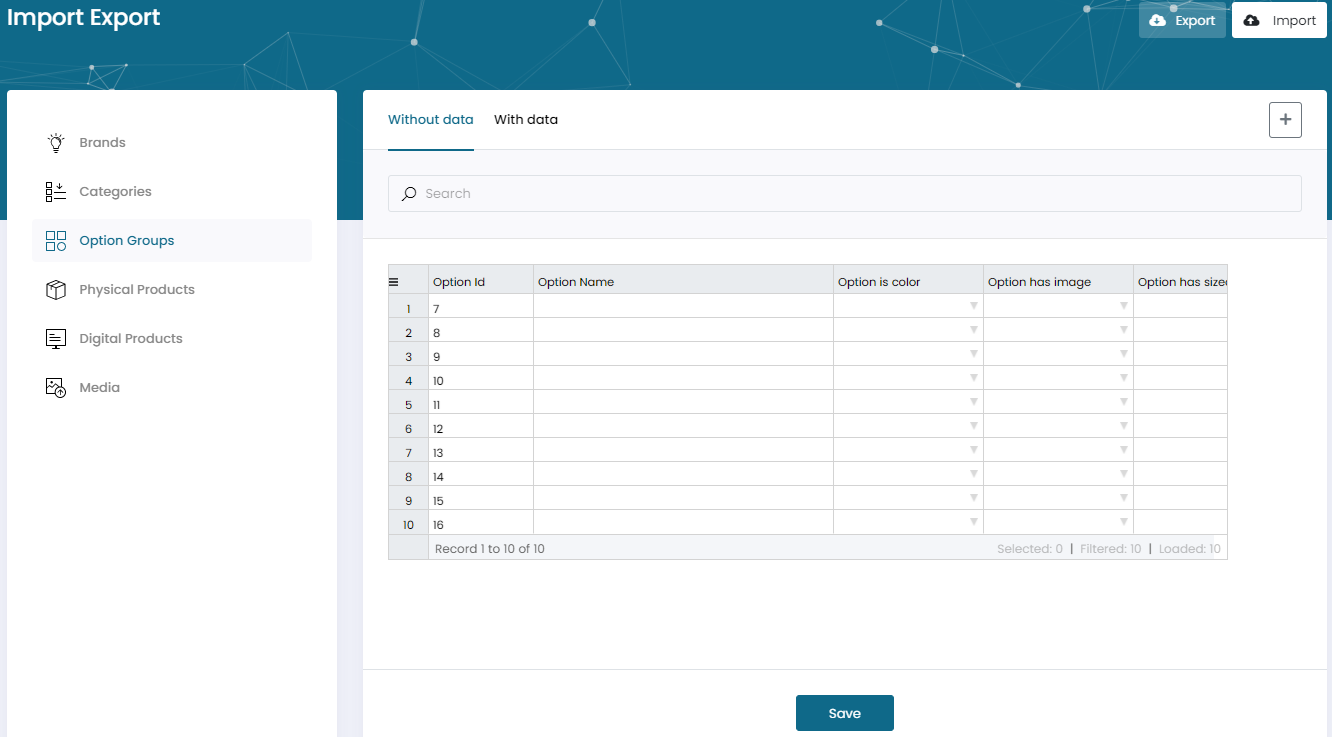 Import Export
Export
Import
Brands
Categories
Option Groups
Physical Products
Digital Products
Media
Without data
With data
+
Search
Option Id Option Name Option is color Option has image Option has size
1 7
2 8
3 9
4 10
5 11
6 12
7 13
8 14
9 15
10 16
Record 1 to 10 of 10
Selected: 0 | Filtered: 10 | Loaded: 10
Save